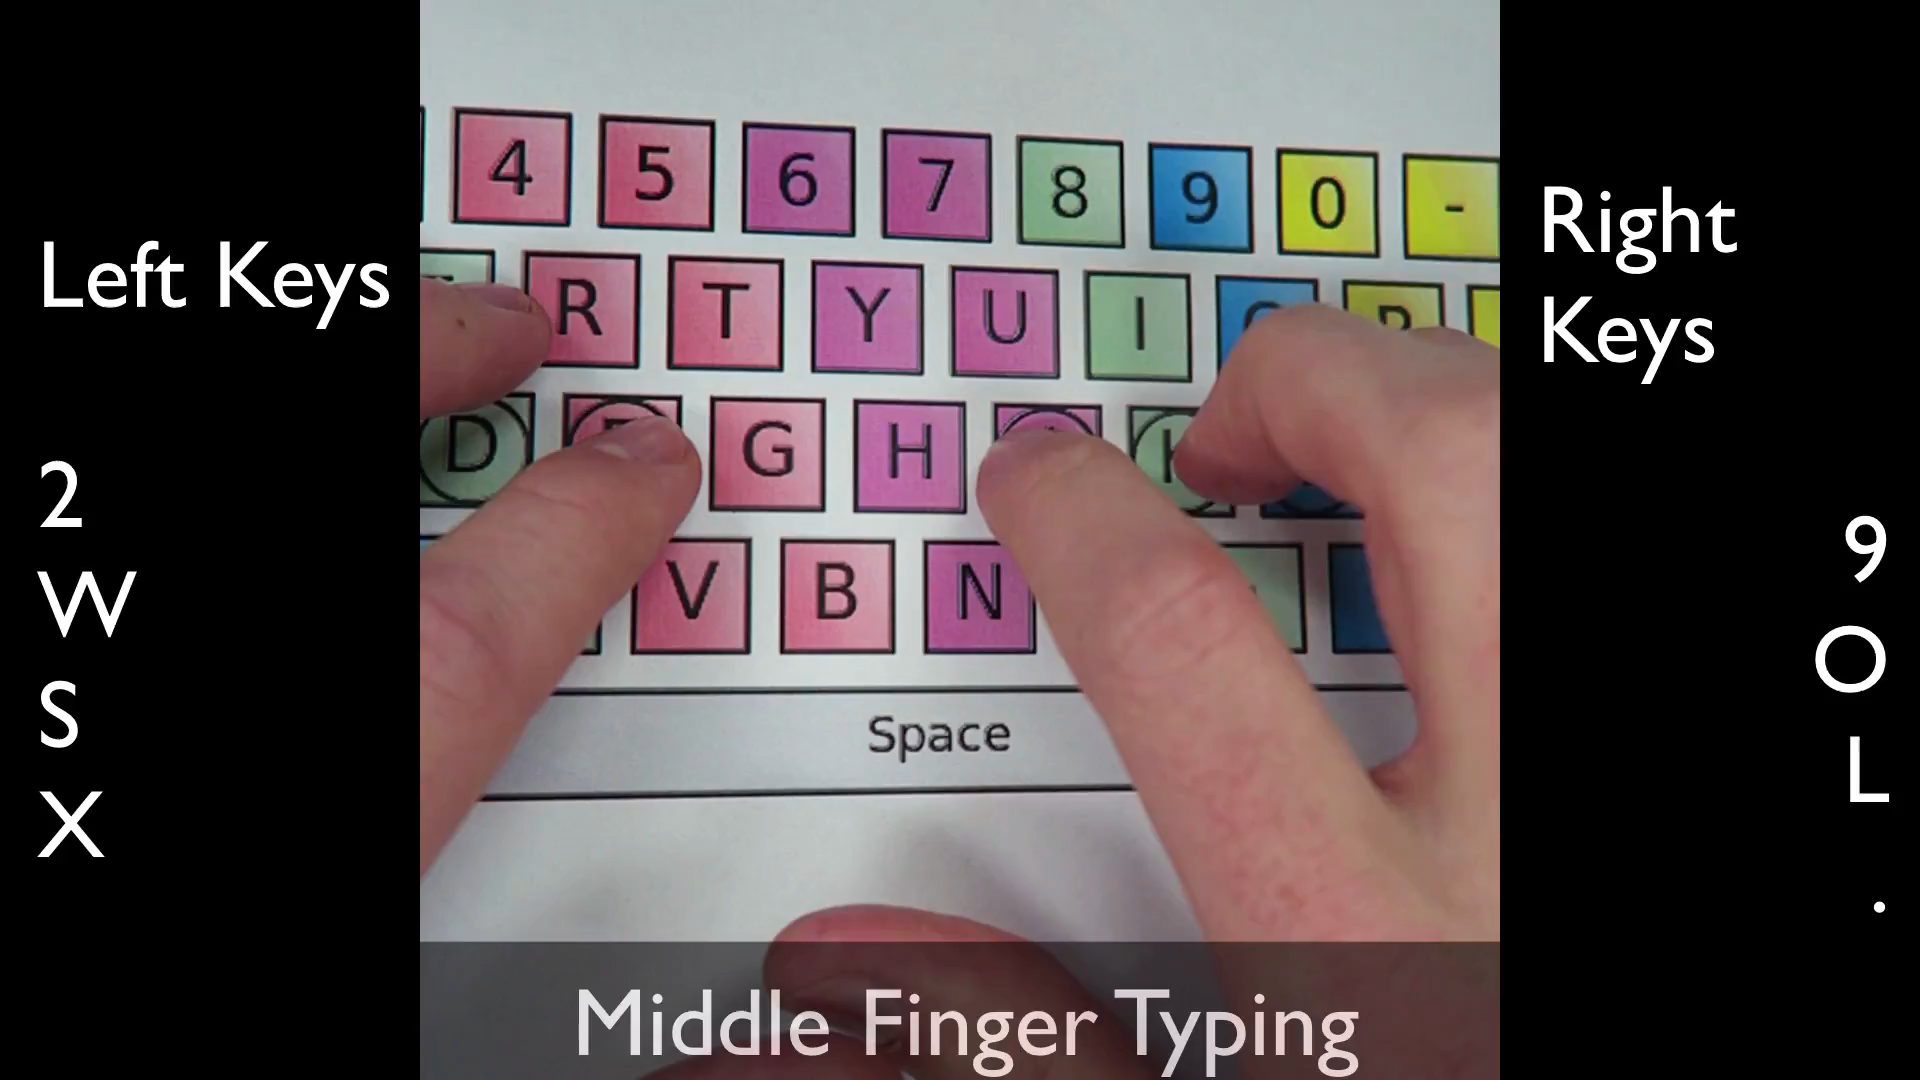 Left Keys
2
W
S
X
4 5 6 7 8 9 0 -
R T Y U I
D G H
V B N
Space
Right
Keys
9
O
L
.
Middle Finger Typing